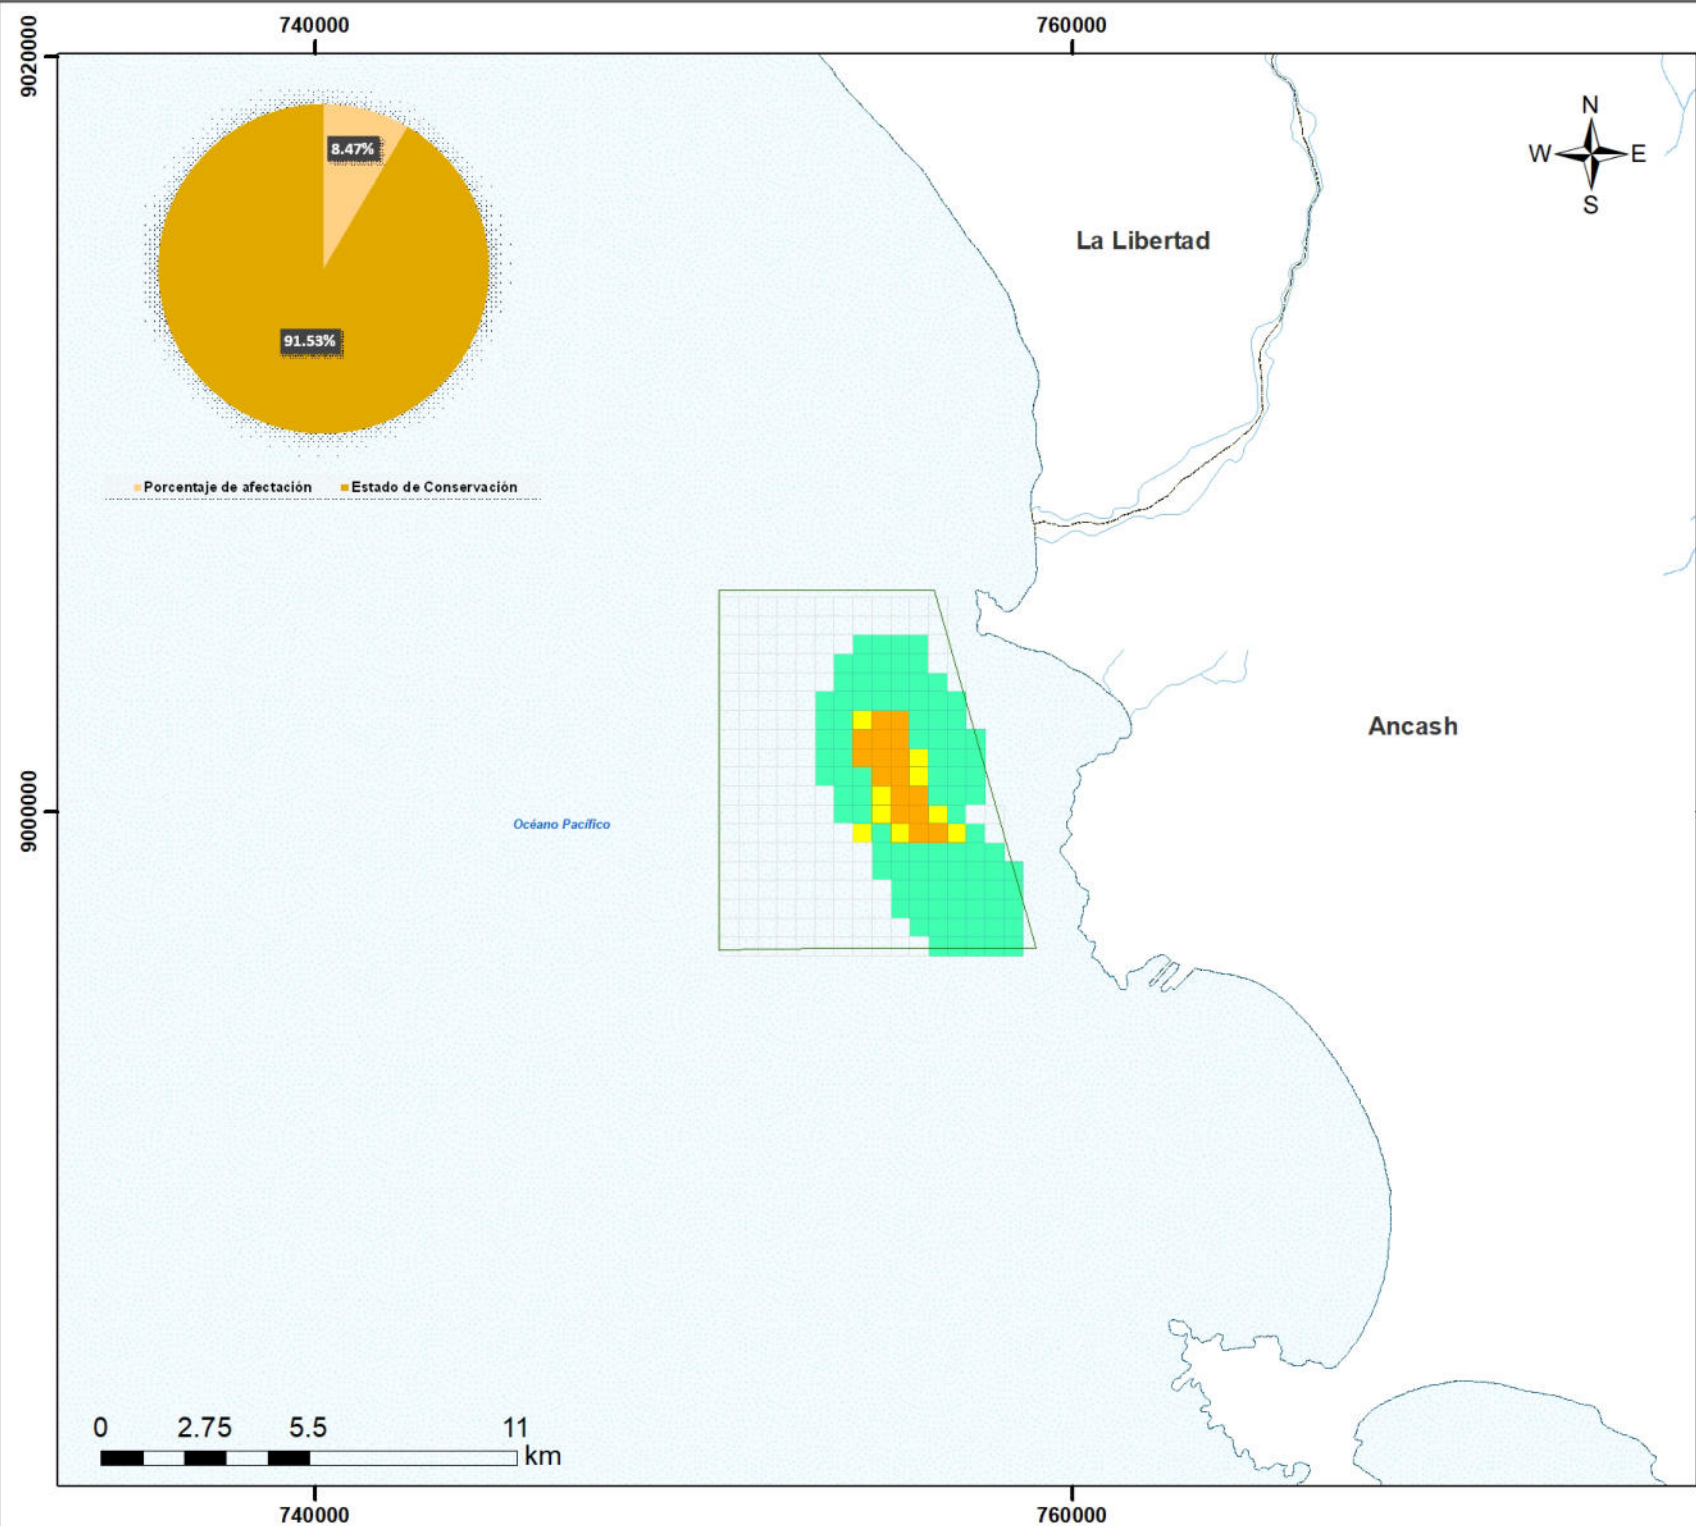 740000 760000
9020000
8.47%
N
W E
S
La Libertad
91.53%
Porcentaje de afectación Estado de Conservación
Ancash
9000000
Océano Pacífico
0 2.75 5.5 11
km
740000 760000